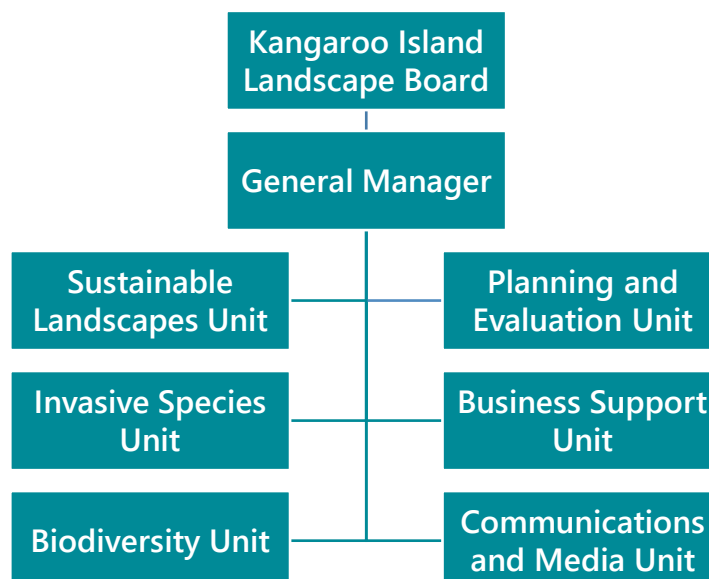 Kangaroo Island
Landscape Board
General Manager
Sustainable
Landscapes Unit
Planning and
Evaluation Unit
Invasive Species
Unit
Business Support
Unit
Biodiversity Unit
Communications
and Media Unit